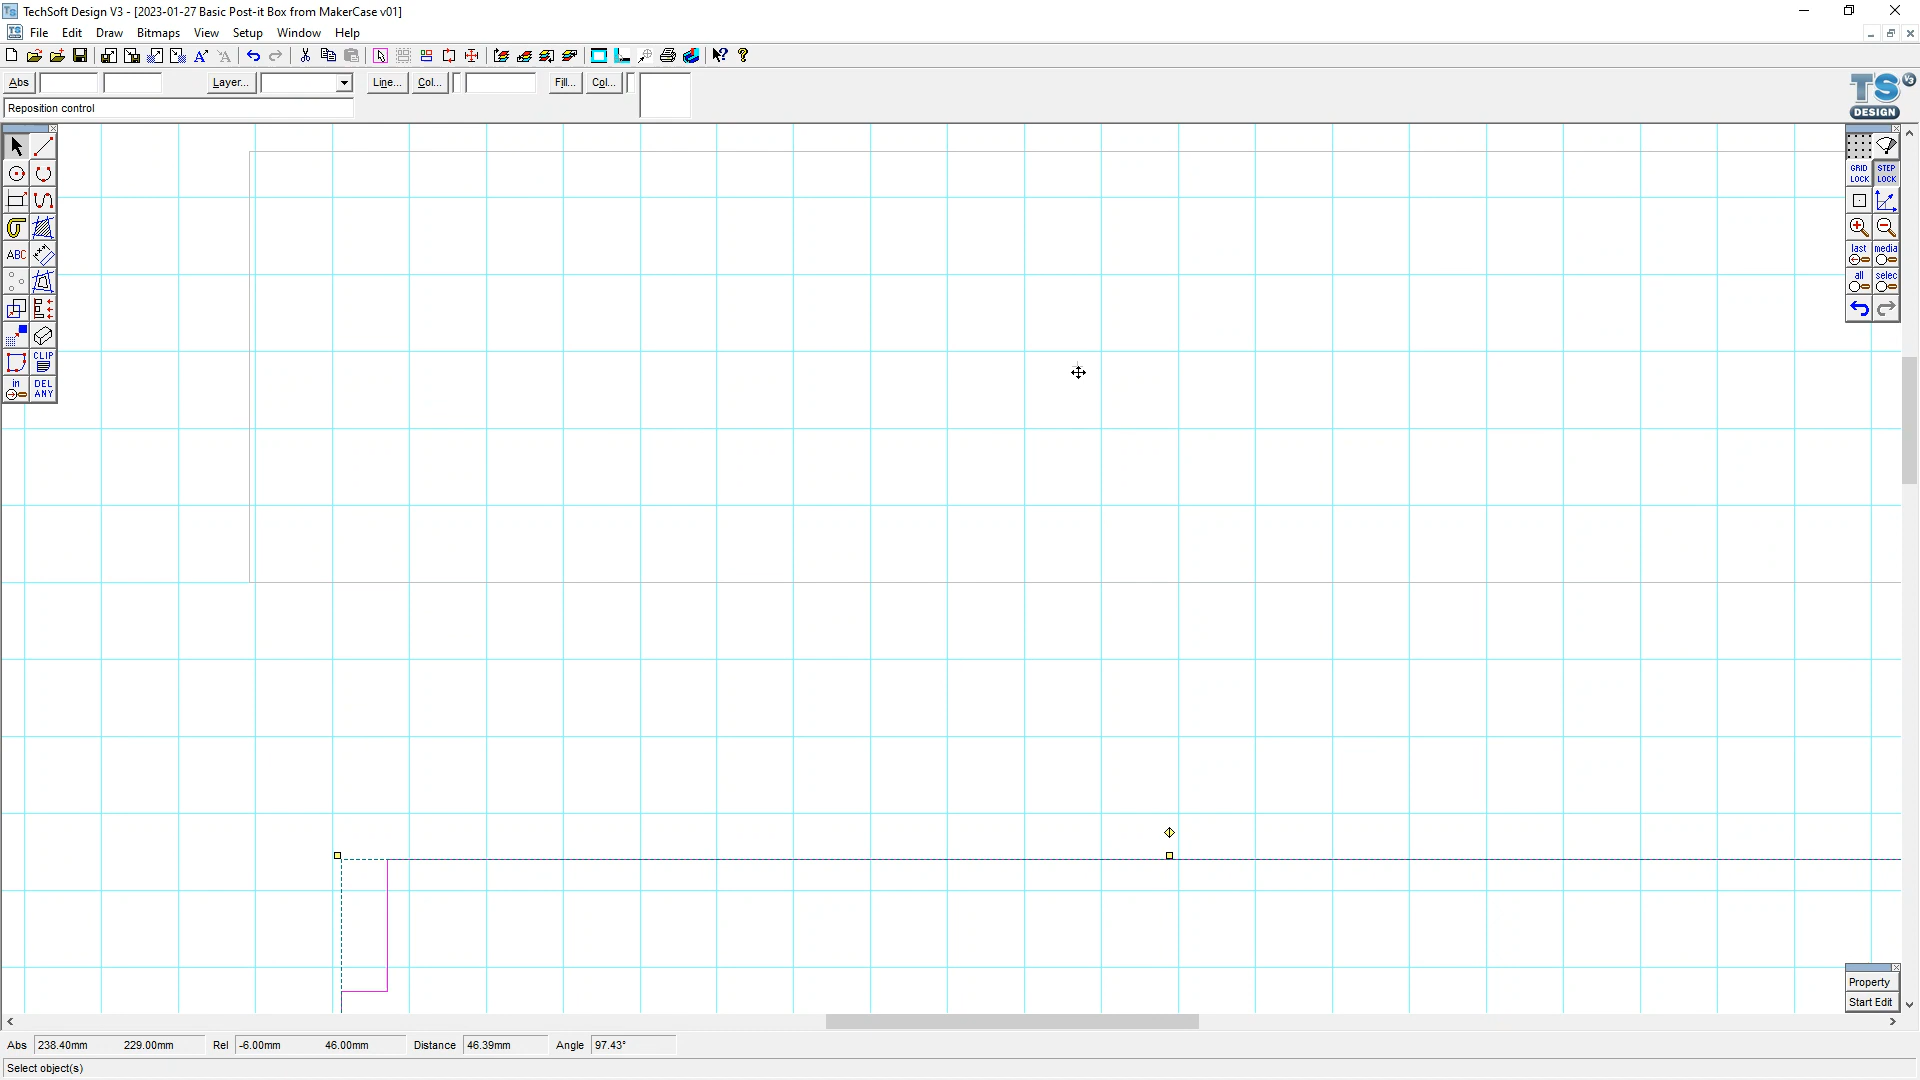 TechSoft Design V3 - [2023-01-27 Basic Post-it Box from MakerCase v01]
File Edit Draw Bitmaps View Setup Window Help
Abs Layer... Line... Col... Fill... Col...
Reposition control
TS V3
DESIGN
GRID LOCK STEP LOCK
ABC
last media
all selec
CLIP
in DEL ANY
Property
Start Edit
Abs 238.40mm 229.00mm Rel -6.00mm 46.00mm Distance 46.39mm Angle 97.43°
Select object(s)